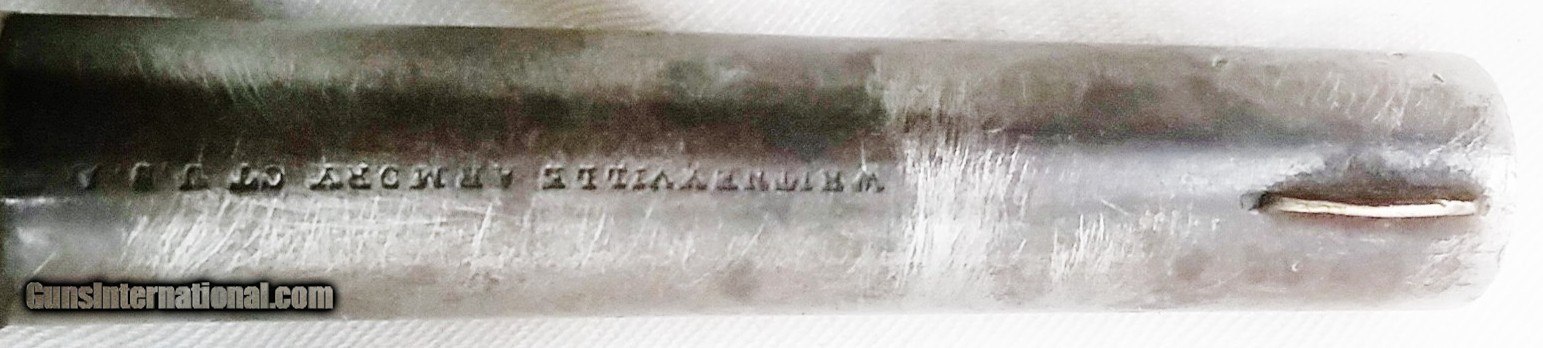 WHITNEYVILLE ARMORY CT U S A
GunsInternational.com